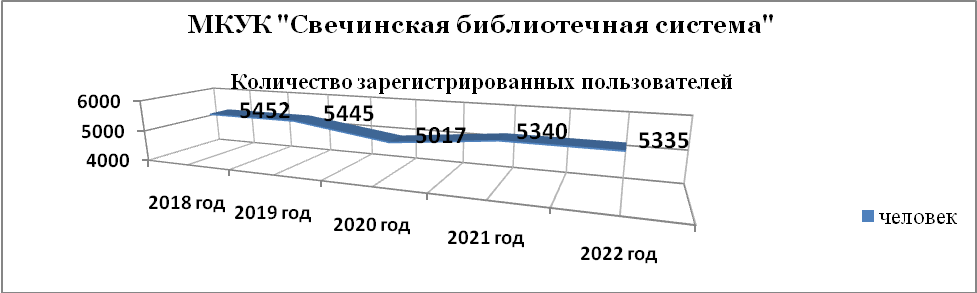 МКУК "Свечинская библиотечная система"
Количество зарегистрированных пользователей
6000
5000
4000
5452
5445
5017
5340
5335
2018 год
2019 год
2020 год
2021 год
2022 год
человек